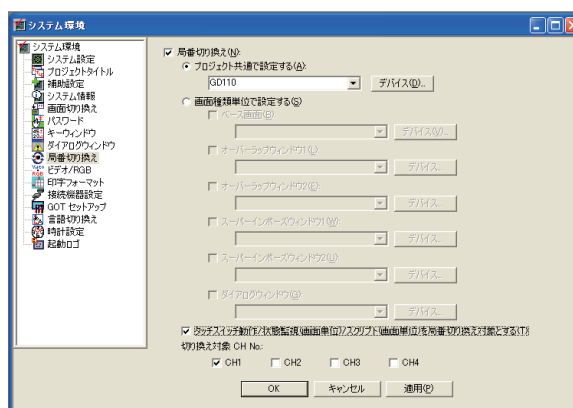 システム環境
システム環境
システム設定
プロジェクトタイトル
補助設定
システム情報
画面切り換え
パスワード
キーウィンドウ
ダイアログウィンドウ
局番切り換え
ビデオ/RGB
印字フォーマット
接続機器設定
GOT セットアップ
言語切り換え
時計設定
起動ロゴ
局番切り換え(N):
プロジェクト共通で設定する(A):
GD110
デバイス(D)...
画面種類単位で設定する(S)
ベース画面(B):
デバイス(V)...
オーバーラップウィンドウ1(L):
デバイス...
オーバーラップウィンドウ2(E):
デバイス...
スーパーインポーズウィンドウ1(W):
デバイス...
スーパーインポーズウィンドウ2(U):
デバイス...
ダイアログウィンドウ(G):
デバイス...
タッチスイッチ動作/状態監視(画面単位)/スクリプト(画面単位)を局番切り換え対象とする(T)
切り換え対象 CH No.:
CH1 CH2 CH3 CH4
OK キャンセル 適用(P)